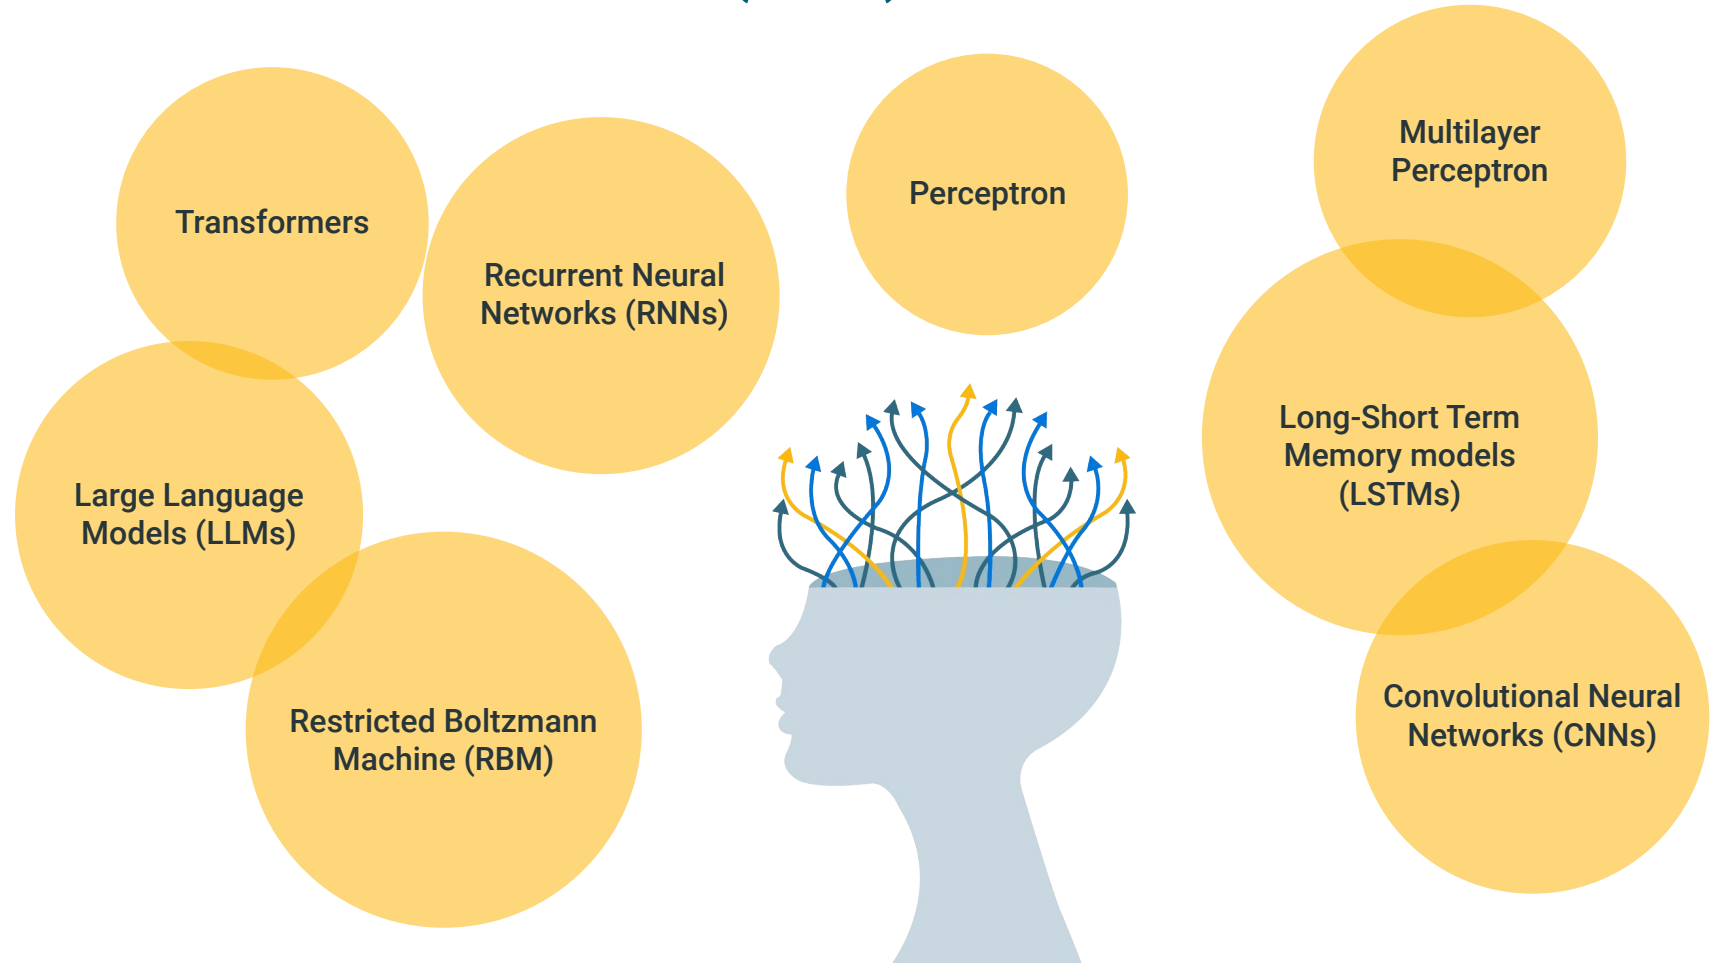 Transformers
Recurrent Neural
Networks (RNNs)
Perceptron
Multilayer
Perceptron
Large Language
Models (LLMs)
Long-Short Term
Memory models
(LSTMs)
Restricted Boltzmann
Machine (RBM)
Convolutional Neural
Networks (CNNs)